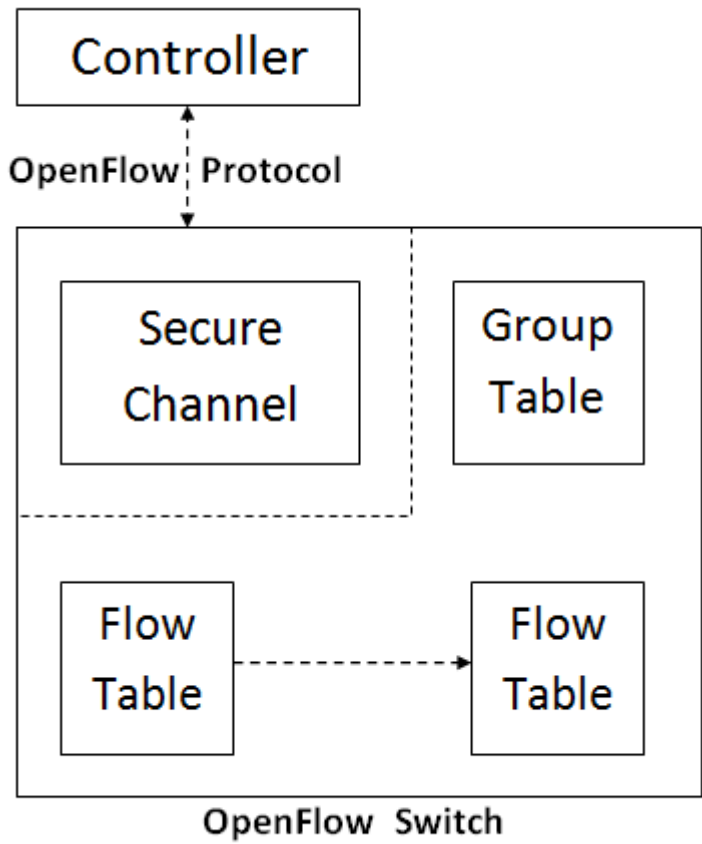 Controller
OpenFlow Protocol
Secure
Channel
Group
Table
Flow
Table
Flow
Table
OpenFlow Switch